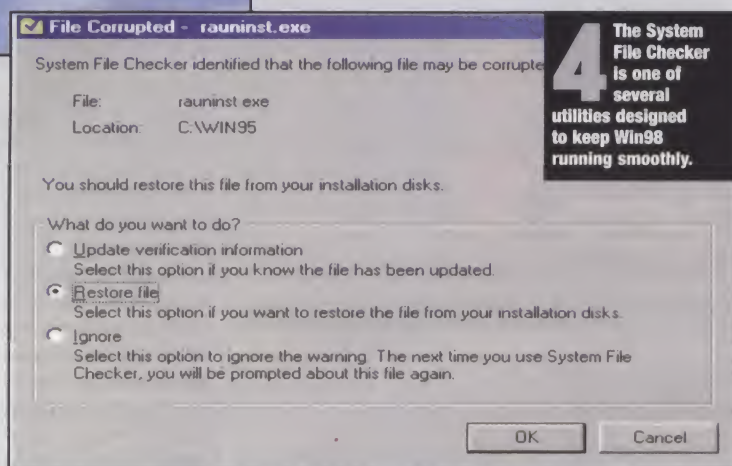 File Corrupted - rauninst.exe
System File Checker identified that the following file may be corrupte
File: rauninst exe
Location: C:\WIN95
You should restore this file from your installation disks.
What do you want to do?
Update verification information
Select this option if you know the file has been updated.
Restore file
Select this option if you want to restore the file from your installation disks.
Ignore
Select this option to ignore the warning. The next time you use System File
Checker, you will be prompted about this file again.
OK Cancel
4
The System
File Checker
is one of
several
utilities designed
to keep Win98
running smoothly.